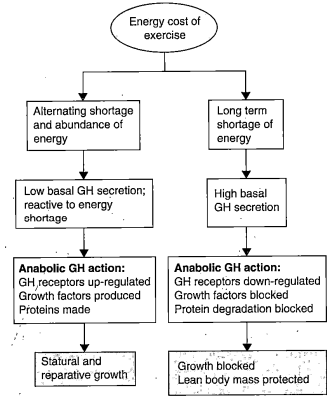 Energy cost of
exercise
Alternating shortage
and abundance of
energy
Long term
shortage of
energy
Low basal GH secretion;
reactive to energy
shortage
High basal
GH secretion
Anabolic GH action:
GH receptors up-regulated
Growth factors produced
Proteins made
Anabolic GH action:
GH receptors down-regulated
Growth factors blocked
Protein degradation blocked
Statural and
reparative growth
Growth blocked
Lean body mass protected